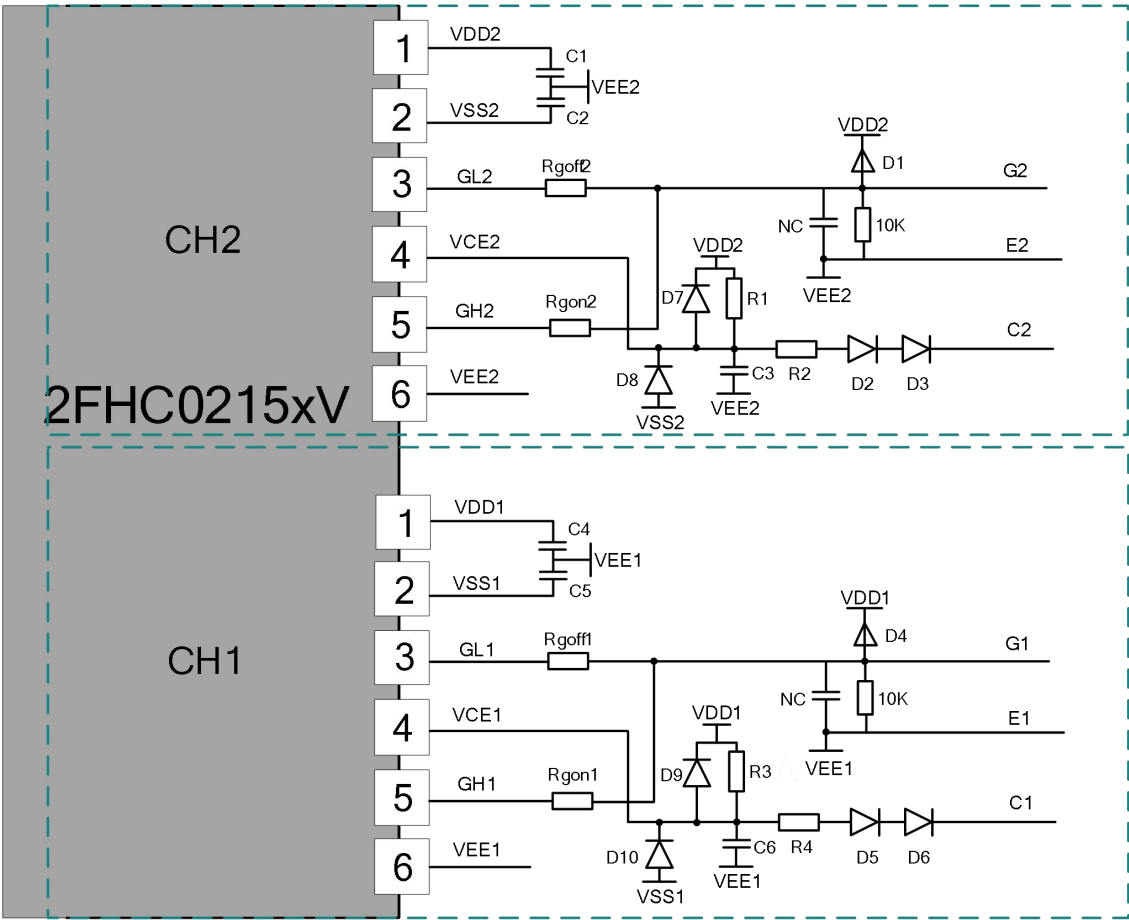 1
VDD2
C1
VEE2
2
VSS2
C2
VDD2
D1
3
GL2
Rgoff2
G2
CH2
NC
10K
4
VCE2
VDD2
E2
VEE2
D7
R1
5
GH2
Rgon2
C2
D8
C3
R2
D2
D3
6
VEE2
VEE2
VSS2
2FHC0215xV
1
VDD1
C4
VEE1
2
VSS1
C5
VDD1
D4
3
GL1
Rgoff1
G1
CH1
NC
10K
4
VCE1
VDD1
E1
VEE1
D9
R3
5
GH1
Rgon1
C1
D10
C6
R4
D5
D6
6
VEE1
VEE1
VSS1